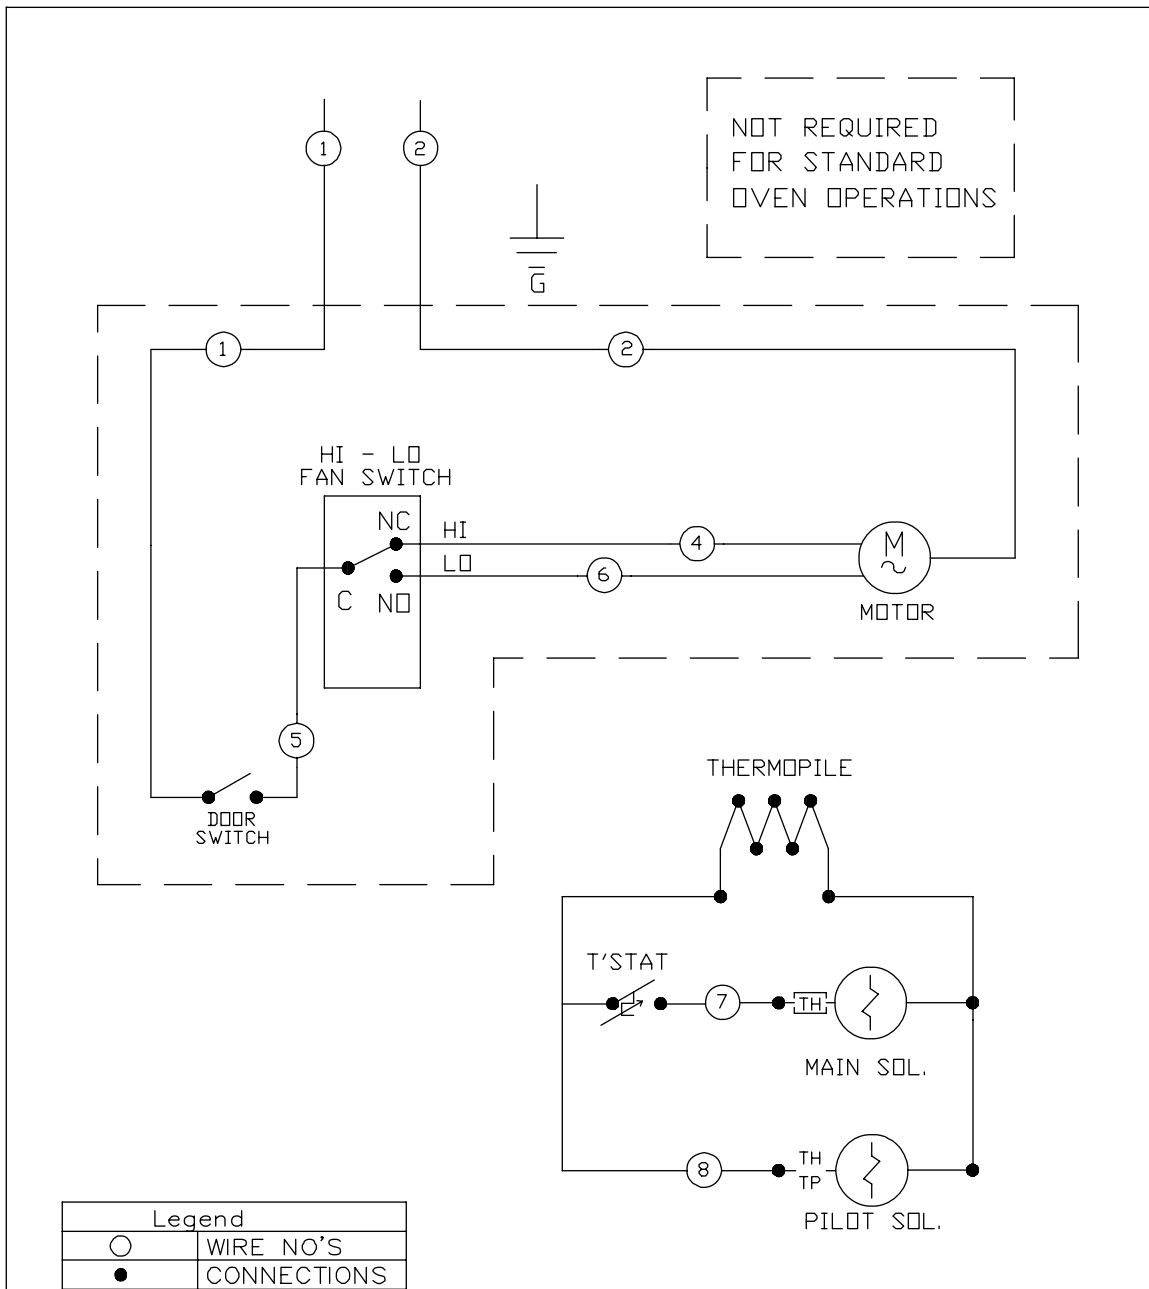 NOT REQUIRED
FOR STANDARD
OVEN OPERATIONS
1
2
G
1
2
HI - LO
FAN SWITCH
NC
HI
4
M
LO
6
C
NO
MOTOR
5
DOOR
SWITCH
THERMOPILE
T'STAT
7
TH
MAIN SOL.
8
TH
TP
PILOT SOL.
Legend
WIRE NO'S
CONNECTIONS